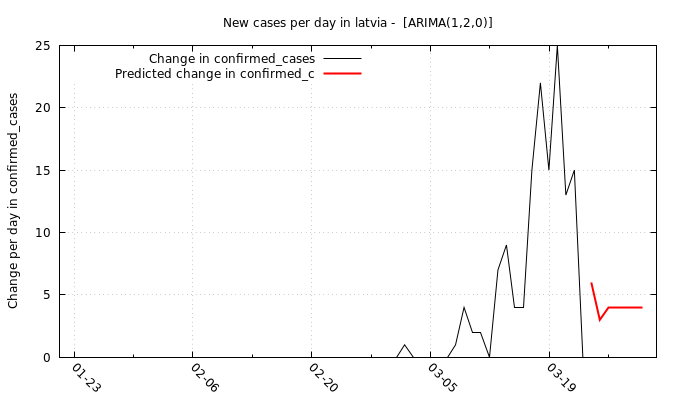 New cases per day in latvia -  [ARIMA(1,2,0)]
Change in confirmed_cases
Predicted change in confirmed_c
Change per day in confirmed_cases
25
20
15
10
5
0
01-23
02-06
02-20
03-05
03-19